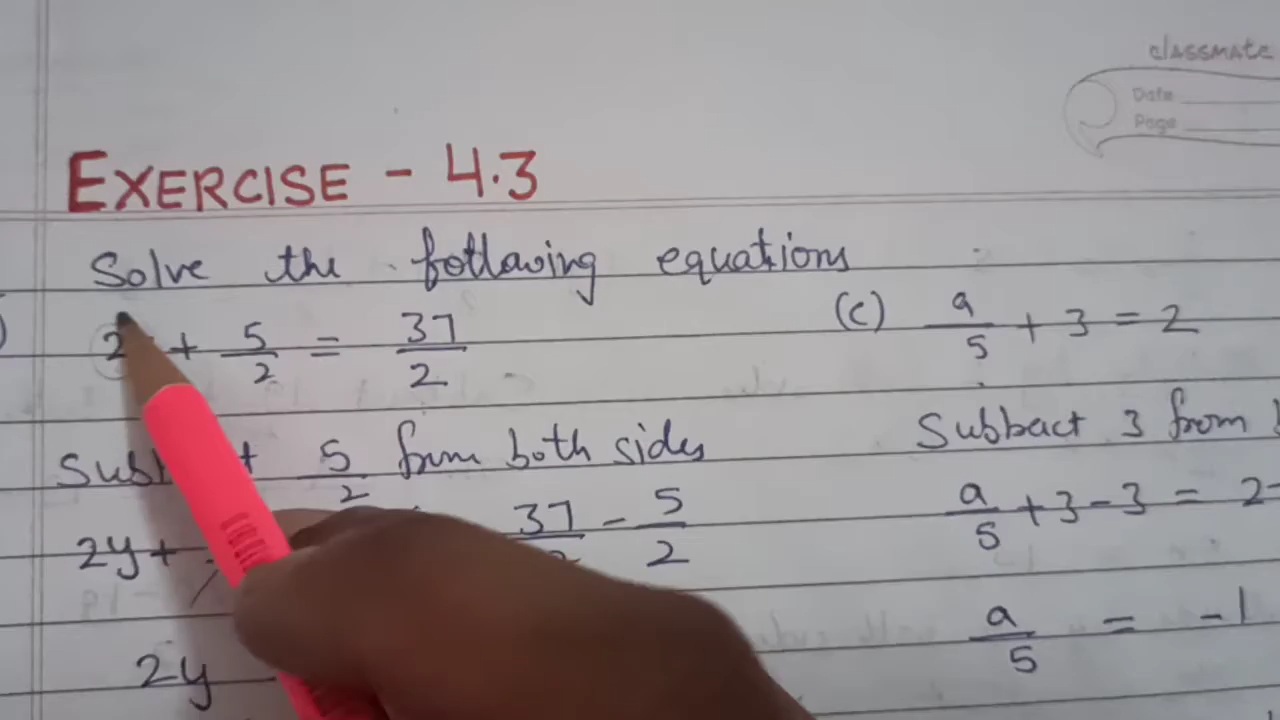 classmate
Date
Page
EXERCISE - 4.3
Solve the following equations
2 + 5/2 = 37/2
(c) a/5 + 3 = 2
5/2 from both sides
2y + 37 - 5/2
2y
Subtract 3 from
a/5 + 3 - 3 = 2-
a/5 = -1